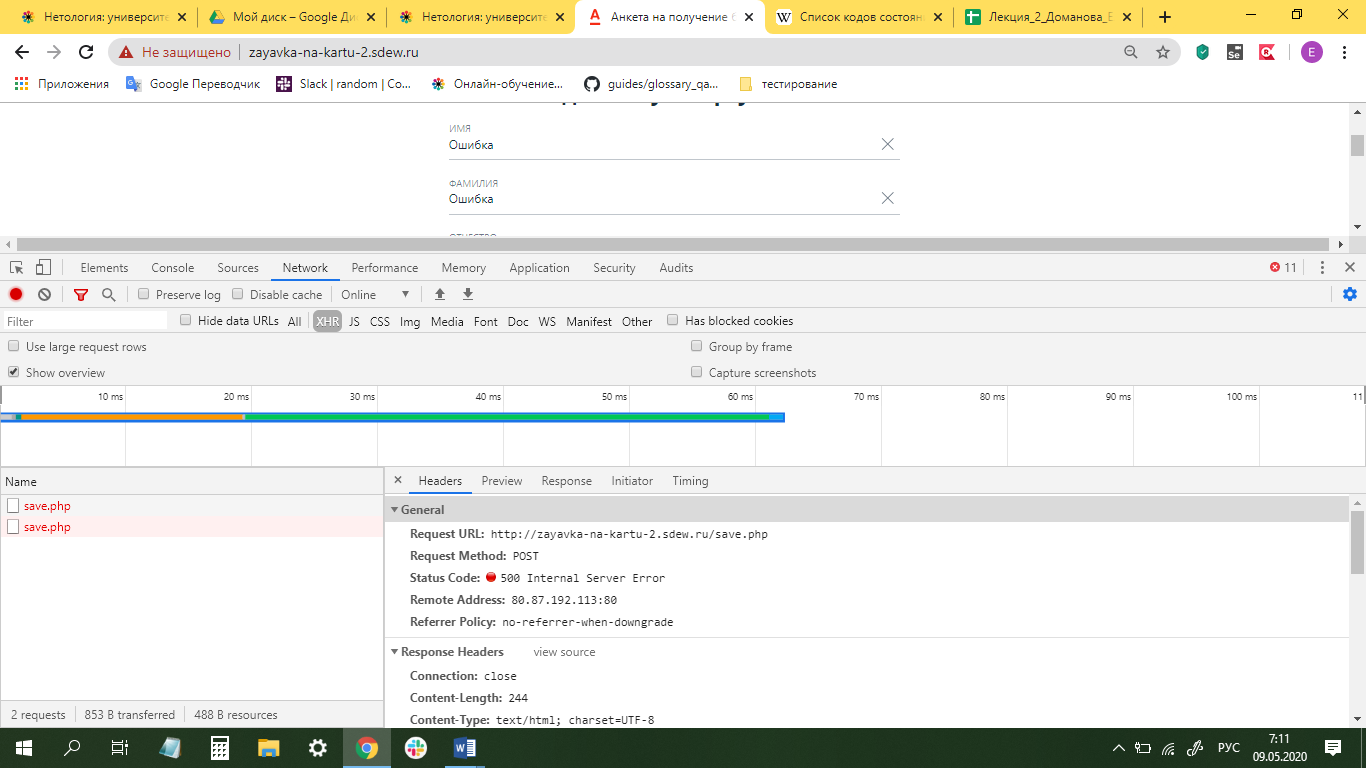 Нетология: университе
Мой диск – Google Ди
Нетология: университе
Анкета на получение б
Список кодов состоян
Лекция_2_Доманова_Е
Не защищено
zayavka-na-kartu-2.sdew.ru
Se
E
Приложения
Google Переводчик
Slack | random | Co...
Онлайн-обучение...
guides/glossary_qa...
тестирование
ИМЯ
Ошибка
ФАМИЛИЯ
Ошибка
Elements Console Sources Network Performance Memory Application Security Audits 11
Preserve log Disable cache Online
Filter Hide data URLs All XHR JS CSS Img Media Font Doc WS Manifest Other Has blocked cookies
Use large request rows Group by frame
Show overview Capture screenshots
10 ms 20 ms 30 ms 40 ms 50 ms 60 ms 70 ms 80 ms 90 ms 100 ms 11
Name
save.php
save.php
2 requests 853 B transferred 488 B resources
Headers Preview Response Initiator Timing
General
Request URL: http://zayavka-na-kartu-2.sdew.ru/save.php
Request Method: POST
Status Code: 500 Internal Server Error
Remote Address: 80.87.192.113:80
Referrer Policy: no-referrer-when-downgrade
Response Headers view source
Connection: close
Content-Length: 244
Content-Type: text/html; charset=UTF-8
РУС
7:11
09.05.2020